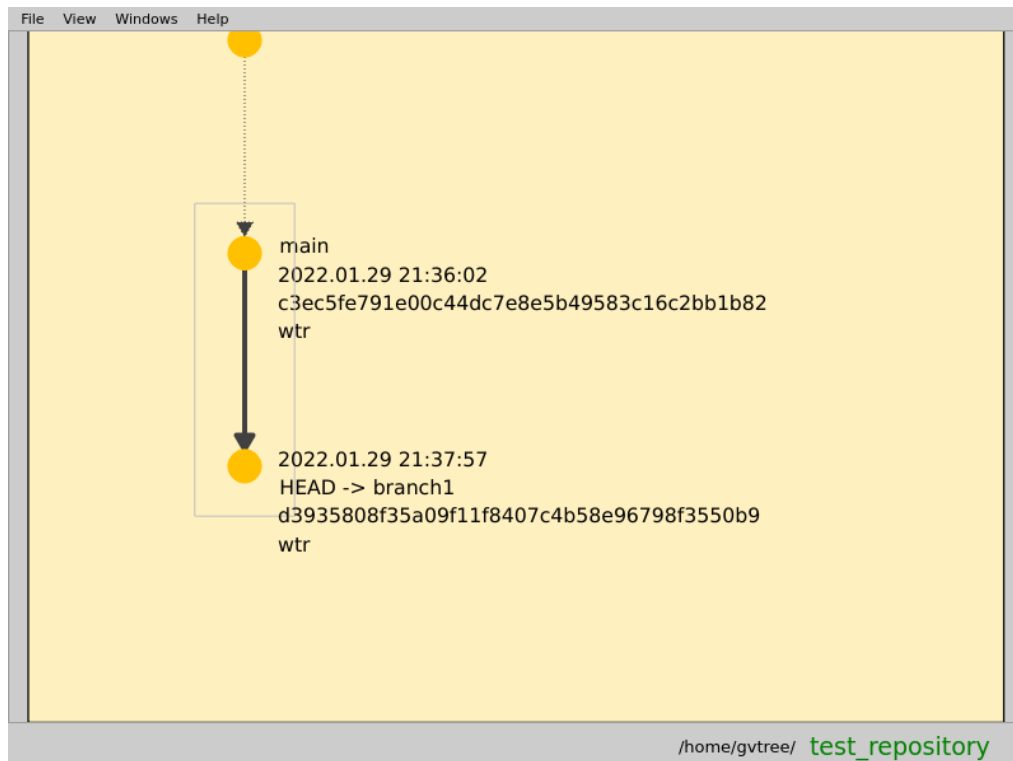 File View Windows Help
main
2022.01.29 21:36:02
c3ec5fe791e00c44dc7e8e5b49583c16c2bb1b82
wtr
2022.01.29 21:37:57
HEAD -> branch1
d3935808f35a09f11f8407c4b58e96798f3550b9
wtr
/home/gvtree/ test_repository